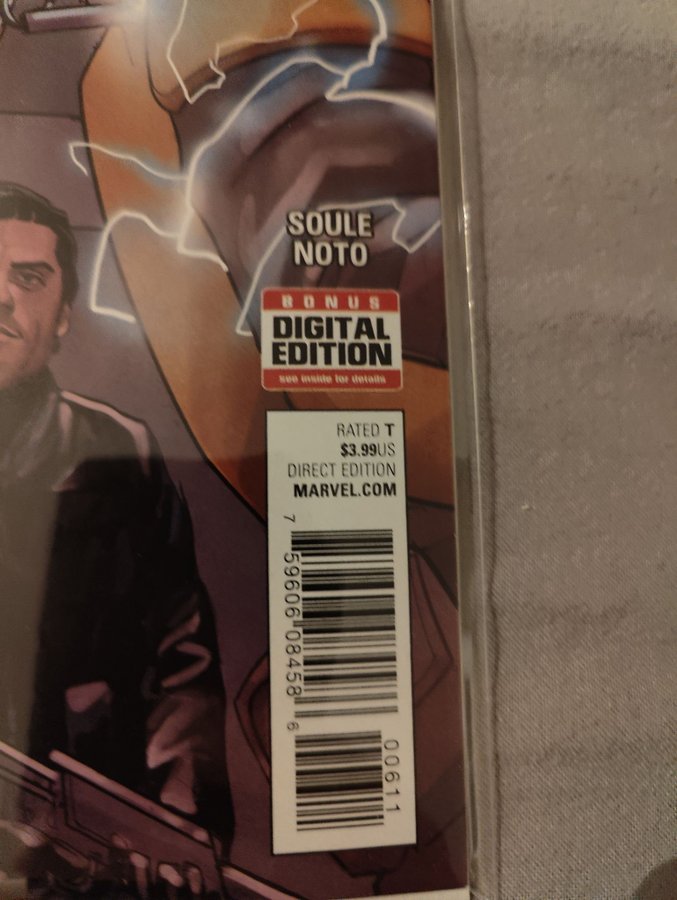 SOULE
NOTO
BONUS
DIGITAL
EDITION
see inside for details
RATED T
$3.99US
DIRECT EDITION
MARVEL.COM
7 59606 08458 6
00611